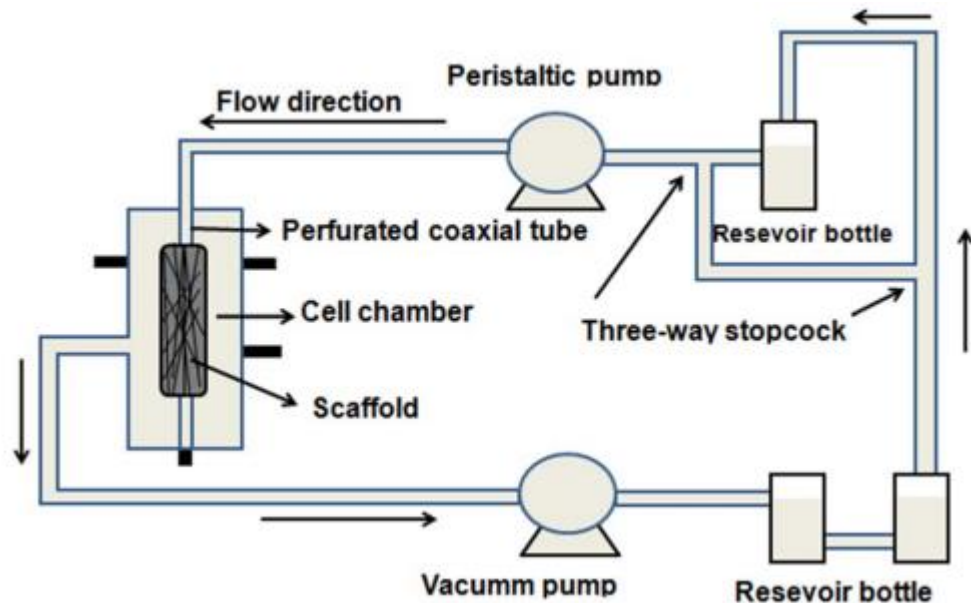 Peristaltic pump
Flow direction
Perfurated coaxial tube
Resevoir bottle
Cell chamber
Three-way stopcock
Scaffold
Vacumm pump
Resevoir bottle